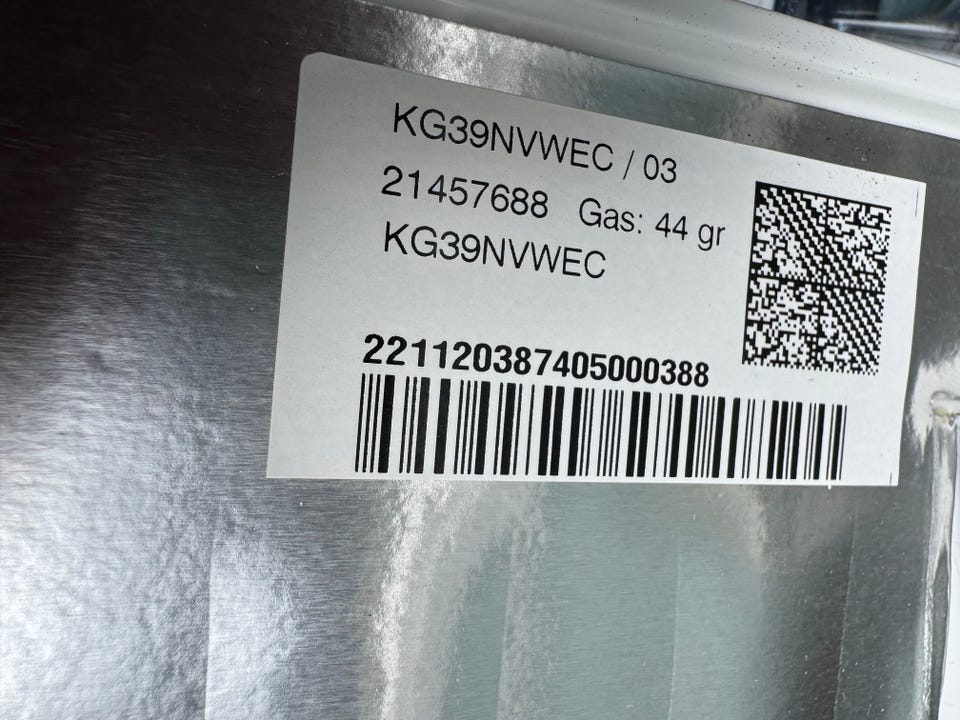 KG39NVWEC / 03
21457688 Gas: 44 gr
KG39NVWEC
221120387405000388